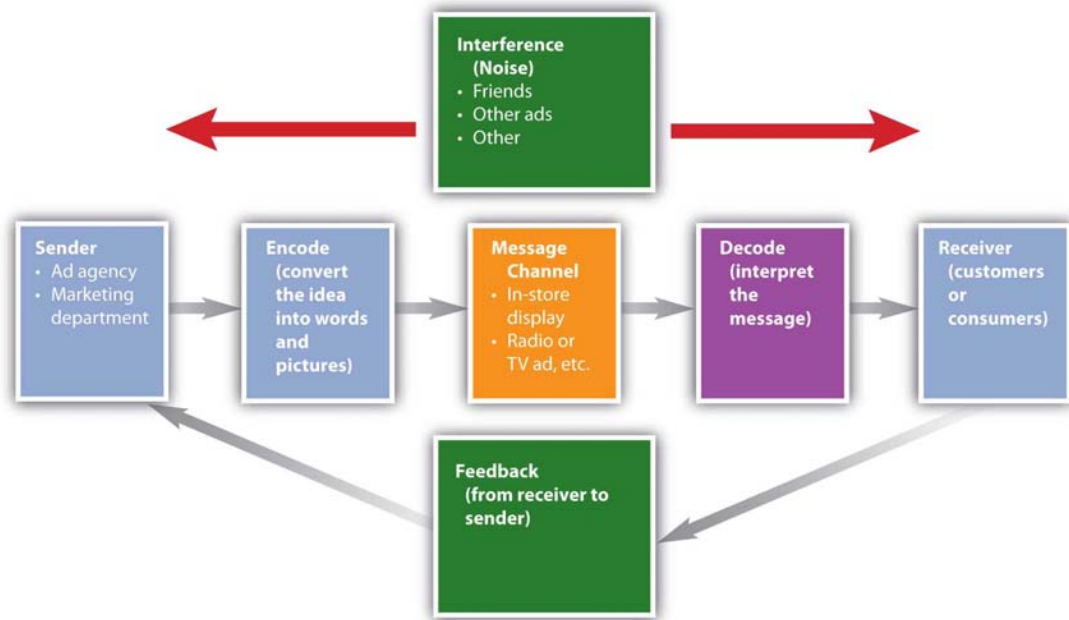 Interference
(Noise)
• Friends
• Other ads
• Other
Sender
• Ad agency
• Marketing
department
Encode
(convert
the idea
into words
and
pictures)
Message
Channel
• In-store
display
• Radio or
TV ad, etc.
Decode
(interpret
the
message)
Receiver
(customers
or
consumers)
Feedback
(from receiver to
sender)